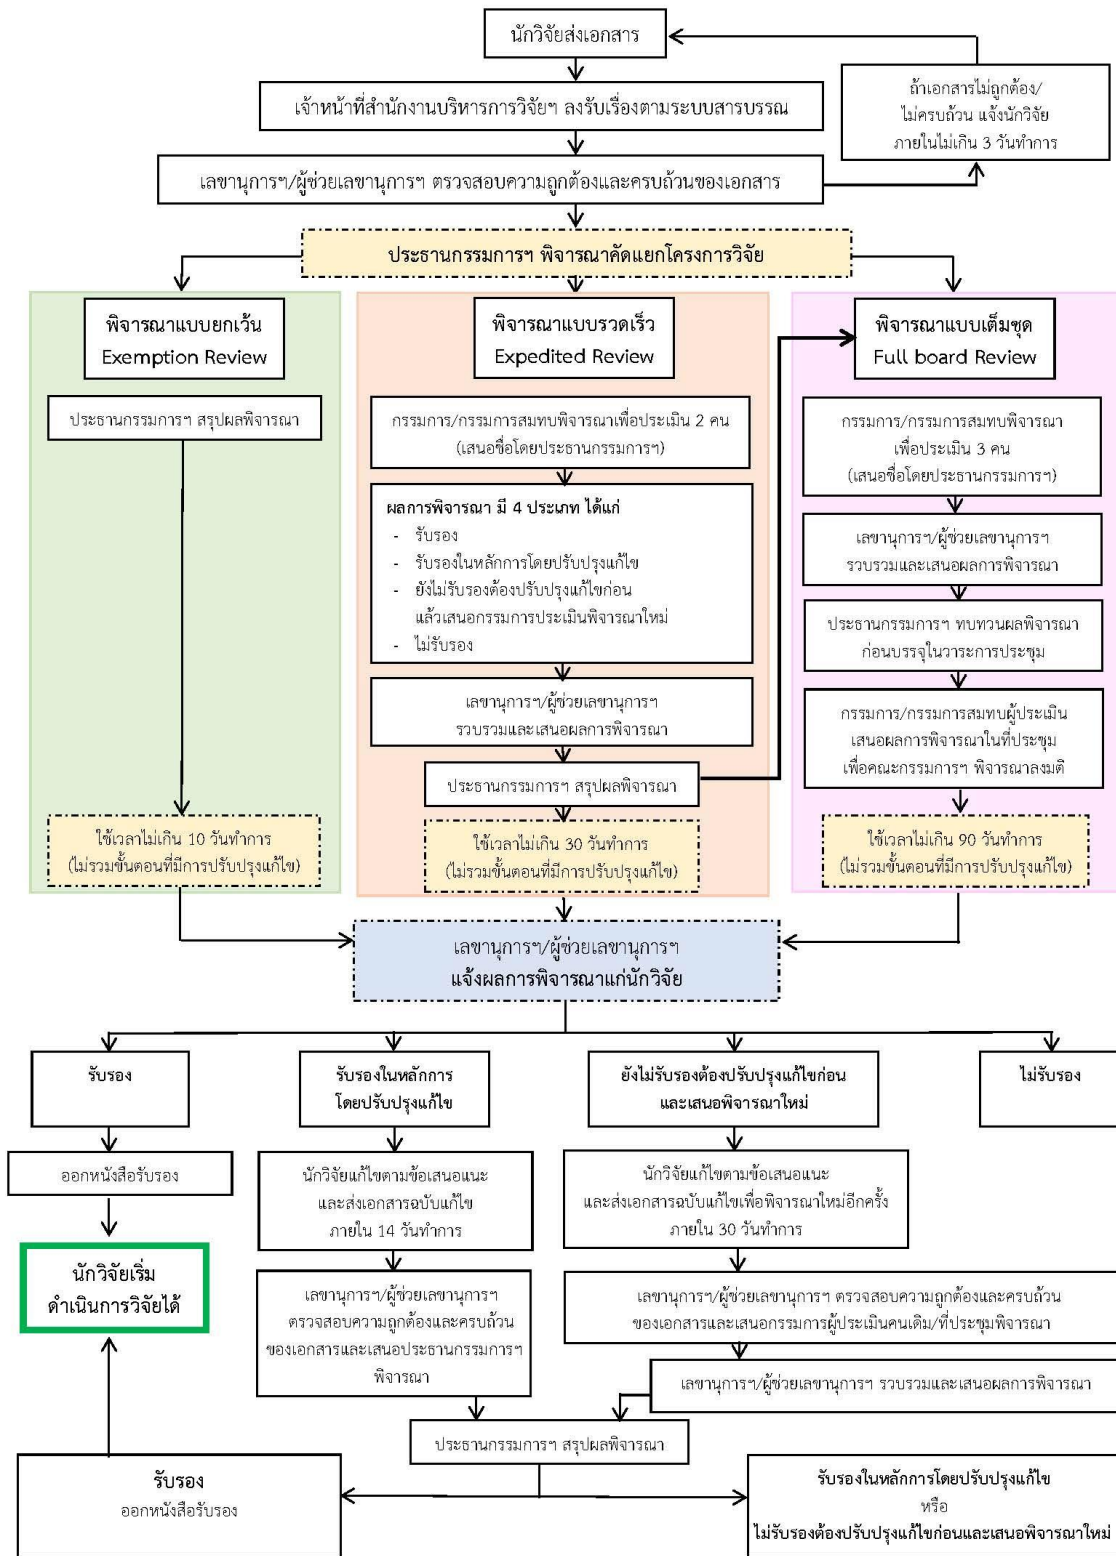 นักวิจัยส่งเอกสาร
ถ้าเอกสารไม่ถูกต้อง/
ไม่ครบถ้วน แจ้งนักวิจัย
ภายในไม่เกิน 3 วันทำการ
เจ้าหน้าที่สำนักงานบริหารการวิจัยฯ ลงรับเรื่องตามระบบสารบรรณ
เลขานุการฯ/ผู้ช่วยเลขานุการฯ ตรวจสอบความถูกต้องและครบถ้วนของเอกสาร
ประธานกรรมการฯ พิจารณาคัดแยกโครงการวิจัย
พิจารณาแบบยกเว้น
Exemption Review
ประธานกรรมการฯ สรุปผลพิจารณา
ใช้เวลาไม่เกิน 10 วันทำการ
(ไม่รวมขั้นตอนที่มีการปรับปรุงแก้ไข)
พิจารณาแบบรวดเร็ว
Expedited Review
กรรมการ/กรรมการสมทบพิจารณาเพื่อประเมิน 2 คน
(เสนอชื่อโดยประธานกรรมการฯ)
ผลการพิจารณา มี 4 ประเภท ได้แก่
- รับรอง
- รับรองในหลักการโดยปรับปรุงแก้ไข
- ยังไม่รับรองต้องปรับปรุงแก้ไขก่อน
แล้วเสนอกรรมการประเมินพิจารณาใหม่
- ไม่รับรอง
เลขานุการฯ/ผู้ช่วยเลขานุการฯ
รวบรวมและเสนอผลการพิจารณา
ประธานกรรมการฯ สรุปผลพิจารณา
ใช้เวลาไม่เกิน 30 วันทำการ
(ไม่รวมขั้นตอนที่มีการปรับปรุงแก้ไข)
พิจารณาแบบเต็มชุด
Full board Review
กรรมการ/กรรมการสมทบพิจารณา
เพื่อประเมิน 3 คน
(เสนอชื่อโดยประธานกรรมการฯ)
เลขานุการฯ/ผู้ช่วยเลขานุการฯ
รวบรวมและเสนอผลการพิจารณา
ประธานกรรมการฯ ทบทวนผลพิจารณา
ก่อนบรรจุในวาระการประชุม
กรรมการ/กรรมการสมทบผู้ประเมิน
เสนอผลการพิจารณาในที่ประชุม
เพื่อคณะกรรมการฯ พิจารณาลงมติ
ใช้เวลาไม่เกิน 90 วันทำการ
(ไม่รวมขั้นตอนที่มีการปรับปรุงแก้ไข)
เลขานุการฯ/ผู้ช่วยเลขานุการฯ
แจ้งผลการพิจารณาแก่นักวิจัย
รับรอง
ออกหนังสือรับรอง
นักวิจัยเริ่ม
ดำเนินการวิจัยได้
รับรองในหลักการ
โดยปรับปรุงแก้ไข
นักวิจัยแก้ไขตามข้อเสนอแนะ
และส่งเอกสารฉบับแก้ไข
ภายใน 14 วันทำการ
เลขานุการฯ/ผู้ช่วยเลขานุการฯ
ตรวจสอบความถูกต้องและครบถ้วน
ของเอกสารและเสนอประธานกรรมการฯ
พิจารณา
ยังไม่รับรองต้องปรับปรุงแก้ไขก่อน
และเสนอพิจารณาใหม่
นักวิจัยแก้ไขตามข้อเสนอแนะ
และส่งเอกสารฉบับแก้ไขเพื่อพิจารณาใหม่อีกครั้ง
ภายใน 30 วันทำการ
เลขานุการฯ/ผู้ช่วยเลขานุการฯ ตรวจสอบความถูกต้องและครบถ้วน
ของเอกสารและเสนอกรรมการผู้ประเมินคนเดิม/ที่ประชุมพิจารณา
เลขานุการฯ/ผู้ช่วยเลขานุการฯ รวบรวมและเสนอผลการพิจารณา
ไม่รับรอง
ประธานกรรมการฯ สรุปผลพิจารณา
รับรอง
ออกหนังสือรับรอง
รับรองในหลักการโดยปรับปรุงแก้ไข
หรือ
ไม่รับรองต้องปรับปรุงแก้ไขก่อนและเสนอพิจารณาใหม่